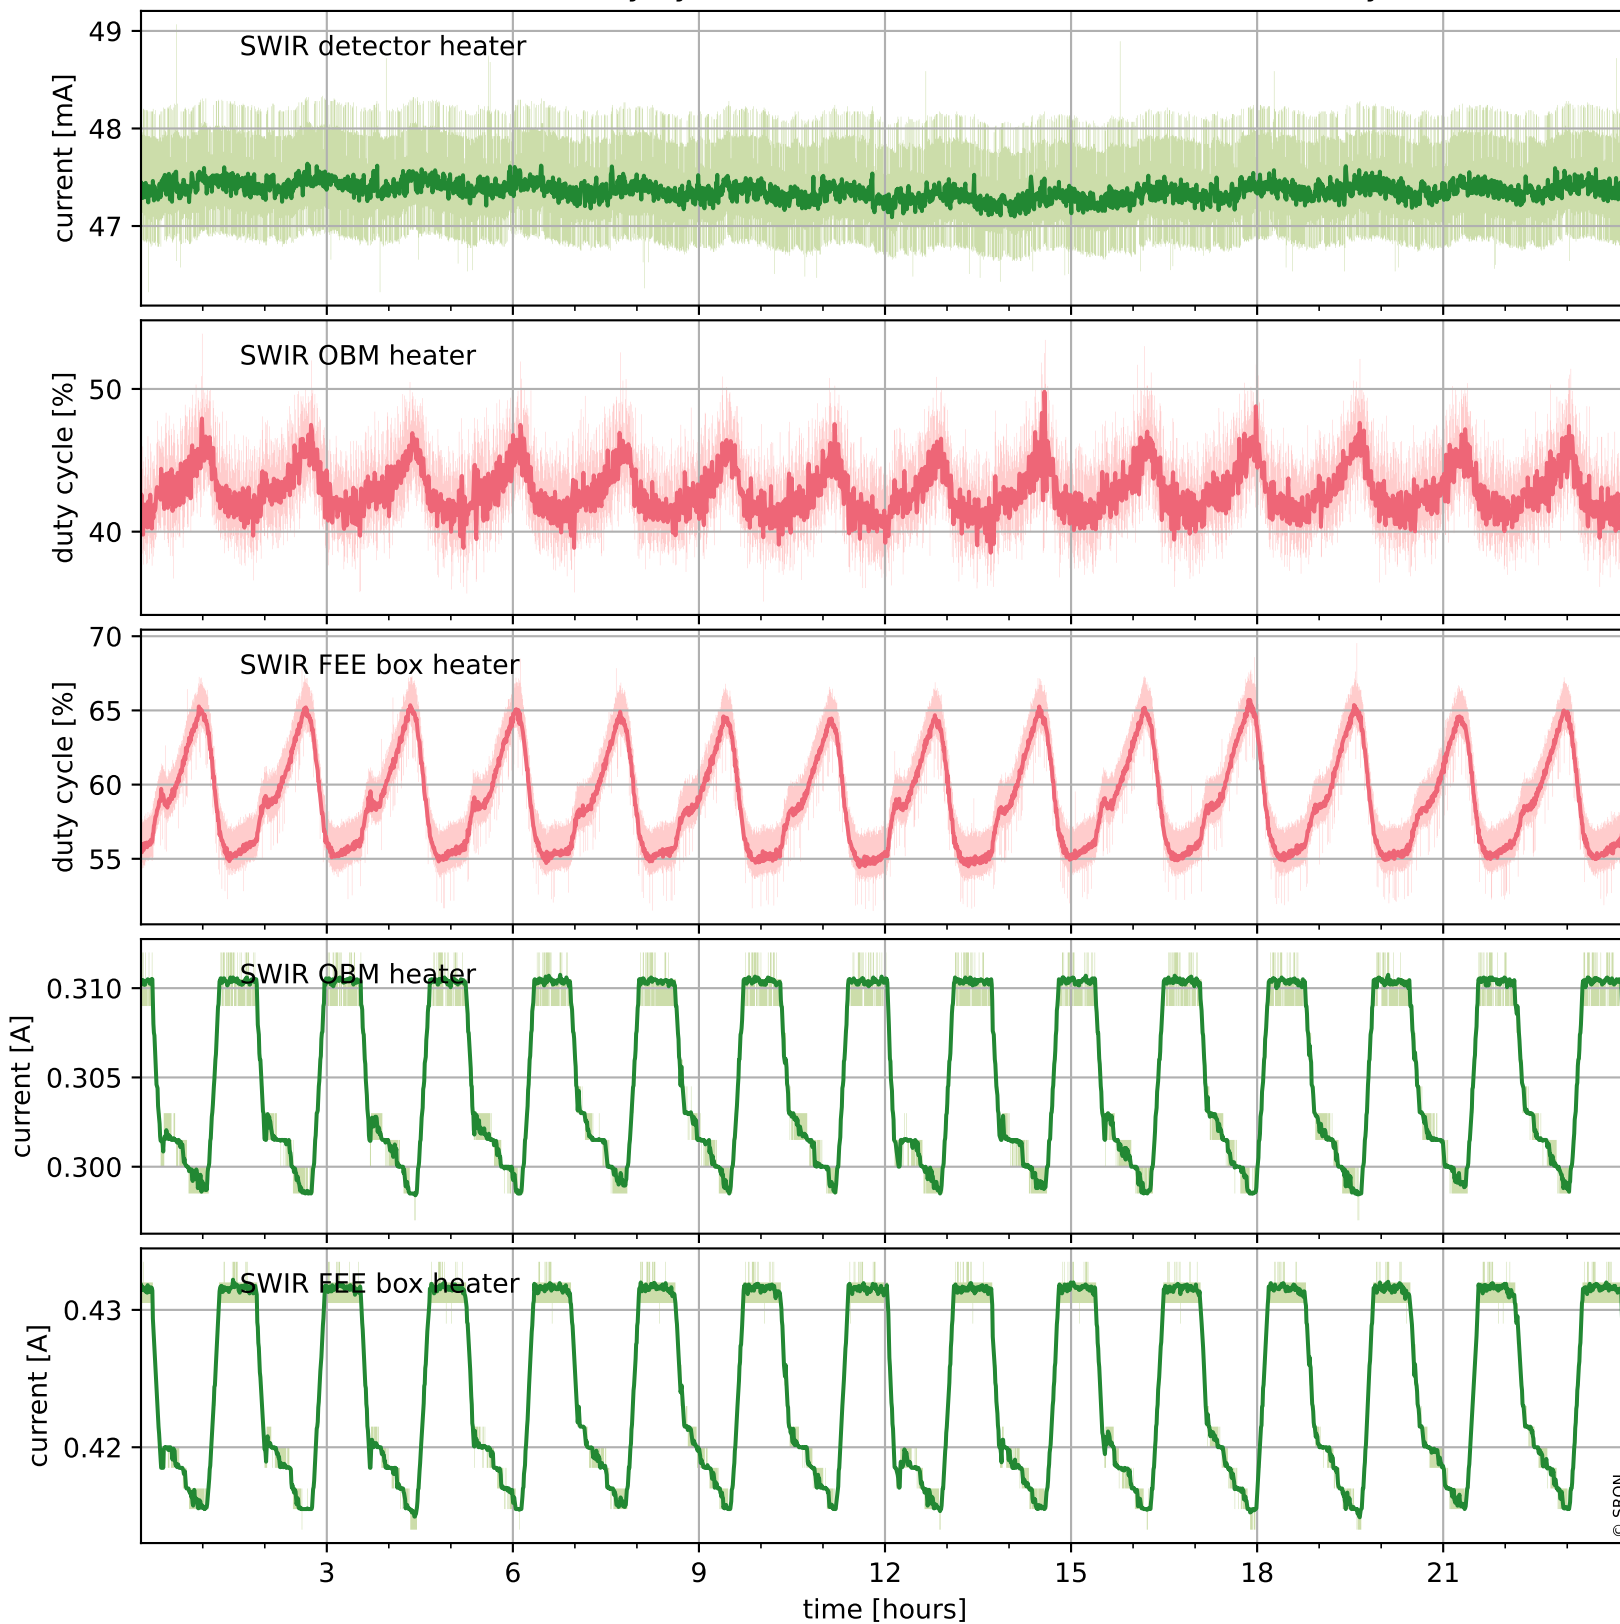 49
48
47
current [mA]
SWIR detector heater
50
40
duty cycle [%]
SWIR OBM heater
70
65
60
55
duty cycle [%]
SWIR FEE box heater
0.310
0.305
0.300
current [A]
SWIR OBM heater
0.43
0.42
current [A]
SWIR FEE box heater
© SRON
3 6 9 12 15 18 21
time [hours]